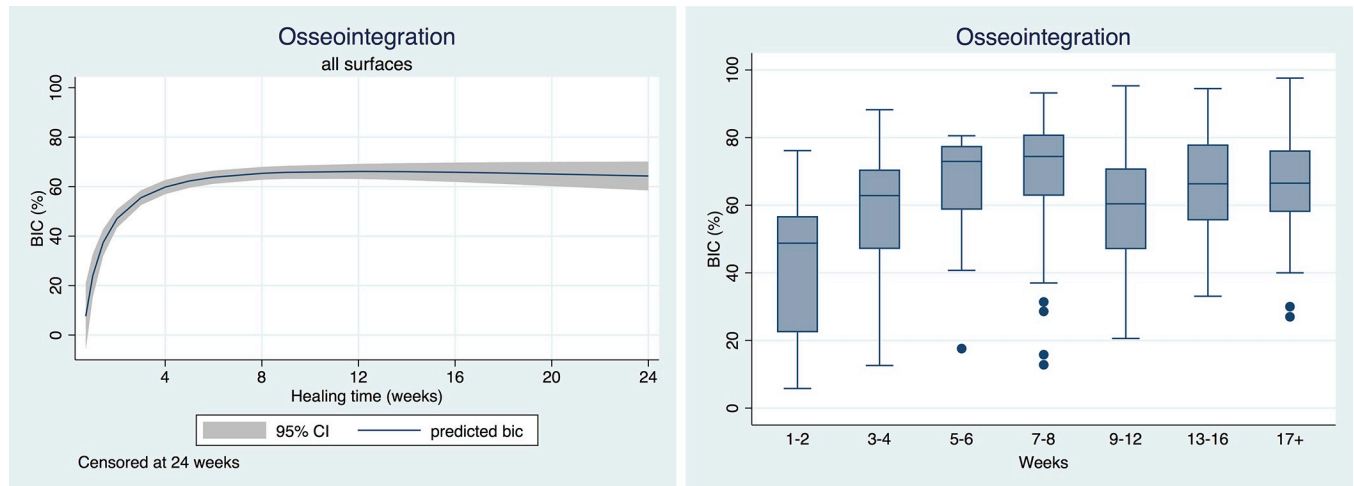 Osseointegration
all surfaces
BIC (%)
100
80
60
40
20
0
4 8 12 16 20 24
Healing time (weeks)
95% CI predicted bic
Censored at 24 weeks
Osseointegration
BIC (%)
100
80
60
40
20
0
1-2 3-4 5-6 7-8 9-12 13-16 17+
Weeks